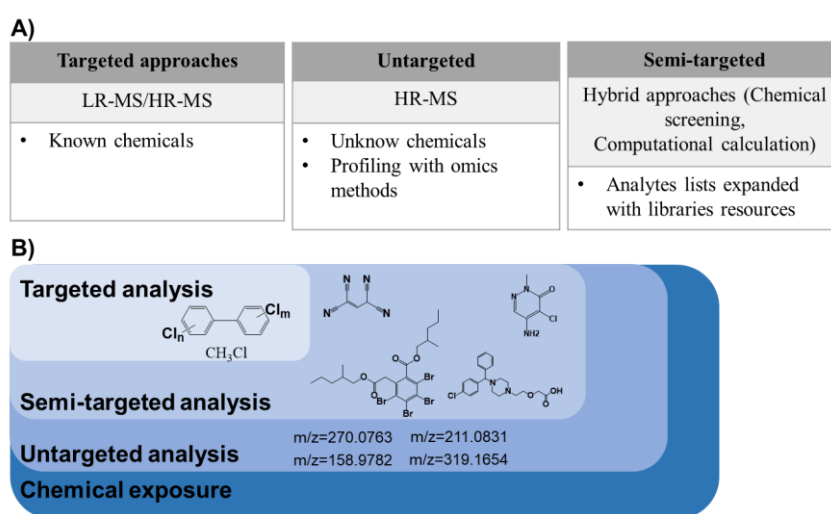 A)
Targeted approaches
LR-MS/HR-MS
• Known chemicals
Untargeted
HR-MS
• Unknow chemicals
• Profiling with omics
methods
Semi-targeted
Hybrid approaches (Chemical
screening,
Computational calculation)
• Analytes lists expanded
with libraries resources
B)
Targeted analysis
Cln
Clm
CH₃Cl
N N
N N
N
N
O
Cl
NH2
Semi-targeted analysis
O
O
O
O
Br
Br
Br
Br
Cl
N
N
O
O
OH
Untargeted analysis
m/z=270.0763 m/z=211.0831
m/z=158.9782 m/z=319.1654
Chemical exposure